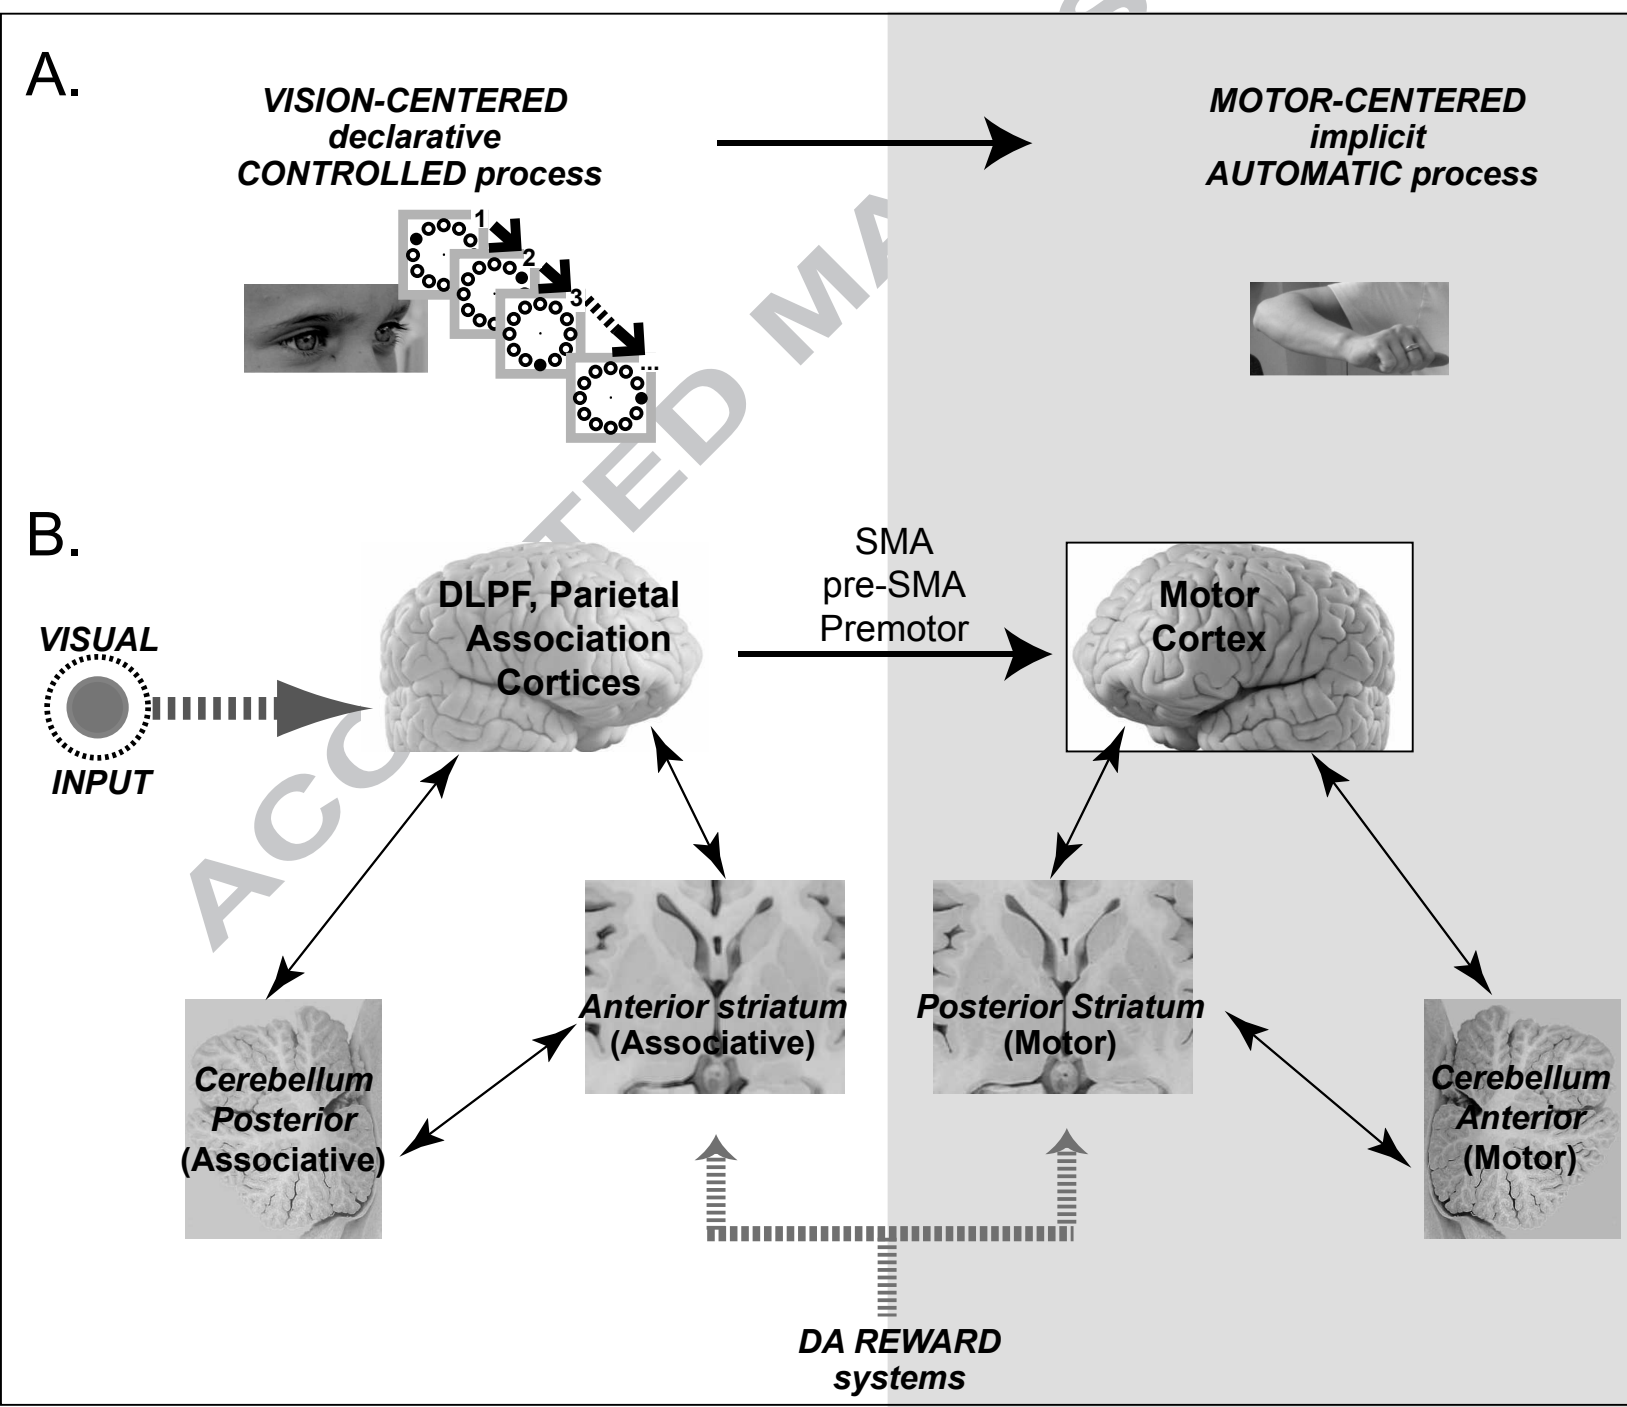 A.
VISION-CENTERED
declarative
CONTROLLED process
MOTOR-CENTERED
implicit
AUTOMATIC process
1
2
3
...
B.
VISUAL
INPUT
DLPF, Parietal
Association
Cortices
SMA
pre-SMA
Premotor
Motor
Cortex
Anterior striatum
(Associative)
Posterior Striatum
(Motor)
Cerebellum
Posterior
(Associative)
Cerebellum
Anterior
(Motor)
DA REWARD
systems